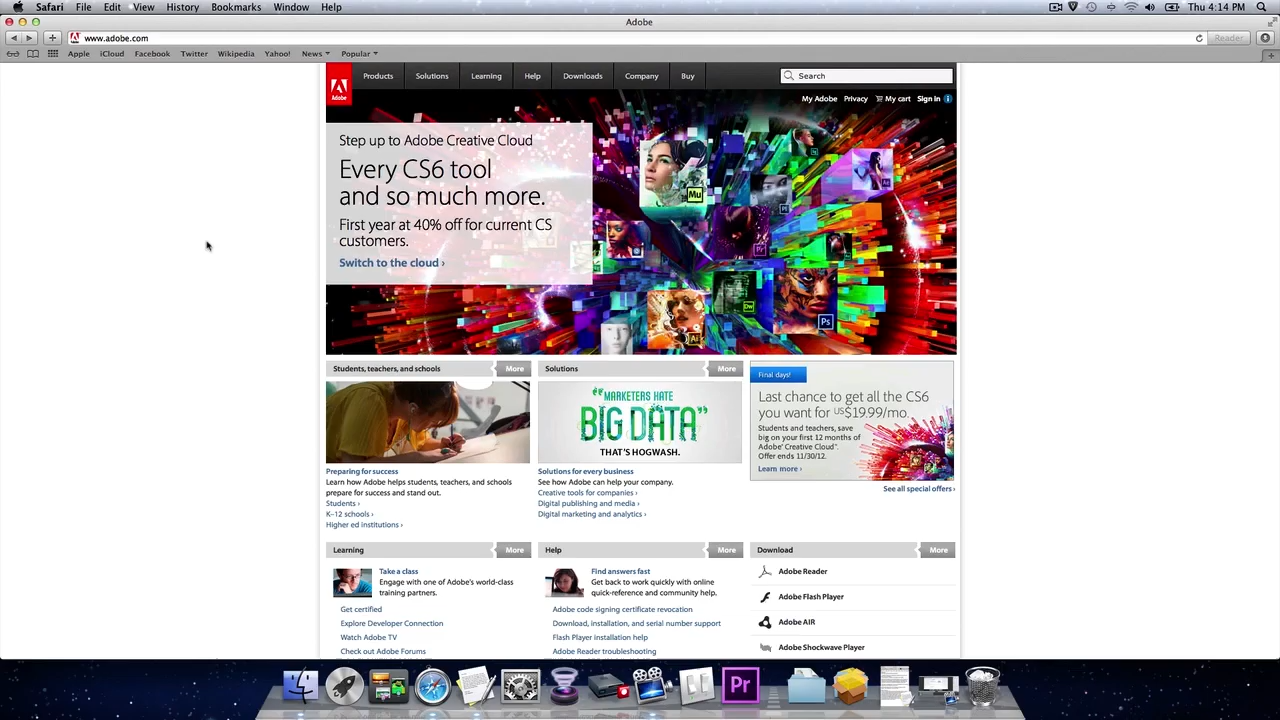 Safari File Edit View History Bookmarks Window Help Thu 4:14 PM
Adobe
www.adobe.com Reader
Apple iCloud Facebook Twitter Wikipedia Yahoo! News Popular
Adobe Products Solutions Learning Help Downloads Company Buy Search
My Adobe Privacy My cart Sign in
Step up to Adobe Creative Cloud
Every CS6 tool
and so much more.
First year at 40% off for current CS
customers.
Switch to the cloud ›
Mu
Ae
Pr
Dw
Ai
Ps
Students, teachers, and schools More
Preparing for success
Learn how Adobe helps students, teachers, and schools
prepare for success and stand out.
Students ›
K–12 schools ›
Higher ed institutions ›
Solutions More
“MARKETERS HATE
BIG DATA”
THAT'S HOGWASH.
Solutions for every business
See how Adobe can help your company.
Creative tools for companies ›
Digital publishing and media ›
Digital marketing and analytics ›
Final days!
Last chance to get all the CS6
you want for US$19.99/mo.
Students and teachers, save
big on your first 12 months of
Adobe® Creative Cloud™.
Offer ends 11/30/12.
Learn more ›
See all special offers ›
Learning More
Take a class
Engage with one of Adobe's world-class
training partners.
Get certified
Explore Developer Connection
Watch Adobe TV
Check out Adobe Forums
Help More
Find answers fast
Get back to work quickly with online
quick-reference and community help.
Adobe code signing certificate revocation
Download, installation, and serial number support
Flash Player installation help
Adobe Reader troubleshooting
Download More
Adobe Reader
Adobe Flash Player
Adobe AIR
Adobe Shockwave Player
Pr